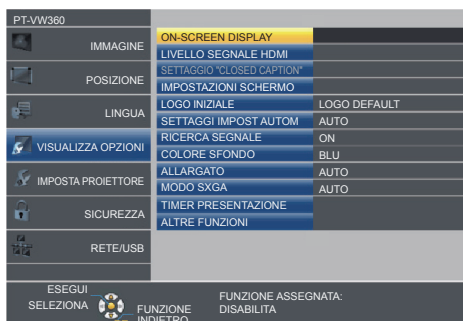 PT-VW360
IMMAGINE
POSIZIONE
LINGUA
VISUALIZZA OPZIONI
IMPOSTA PROIETTORE
SICUREZZA
RETE/USB
ON-SCREEN DISPLAY
LIVELLO SEGNALE HDMI
SETTAGGIO "CLOSED CAPTION"
IMPOSTAZIONI SCHERMO
LOGO INIZIALE LOGO DEFAULT
SETTAGGI IMPOST AUTOM AUTO
RICERCA SEGNALE ON
COLORE SFONDO BLU
ALLARGATO AUTO
MODO SXGA AUTO
TIMER PRESENTAZIONE
ALTRE FUNZIONI
ESEGUI
SELEZIONA
FUNZIONE
INDIETRO
FUNZIONE ASSEGNATA:
DISABILITA